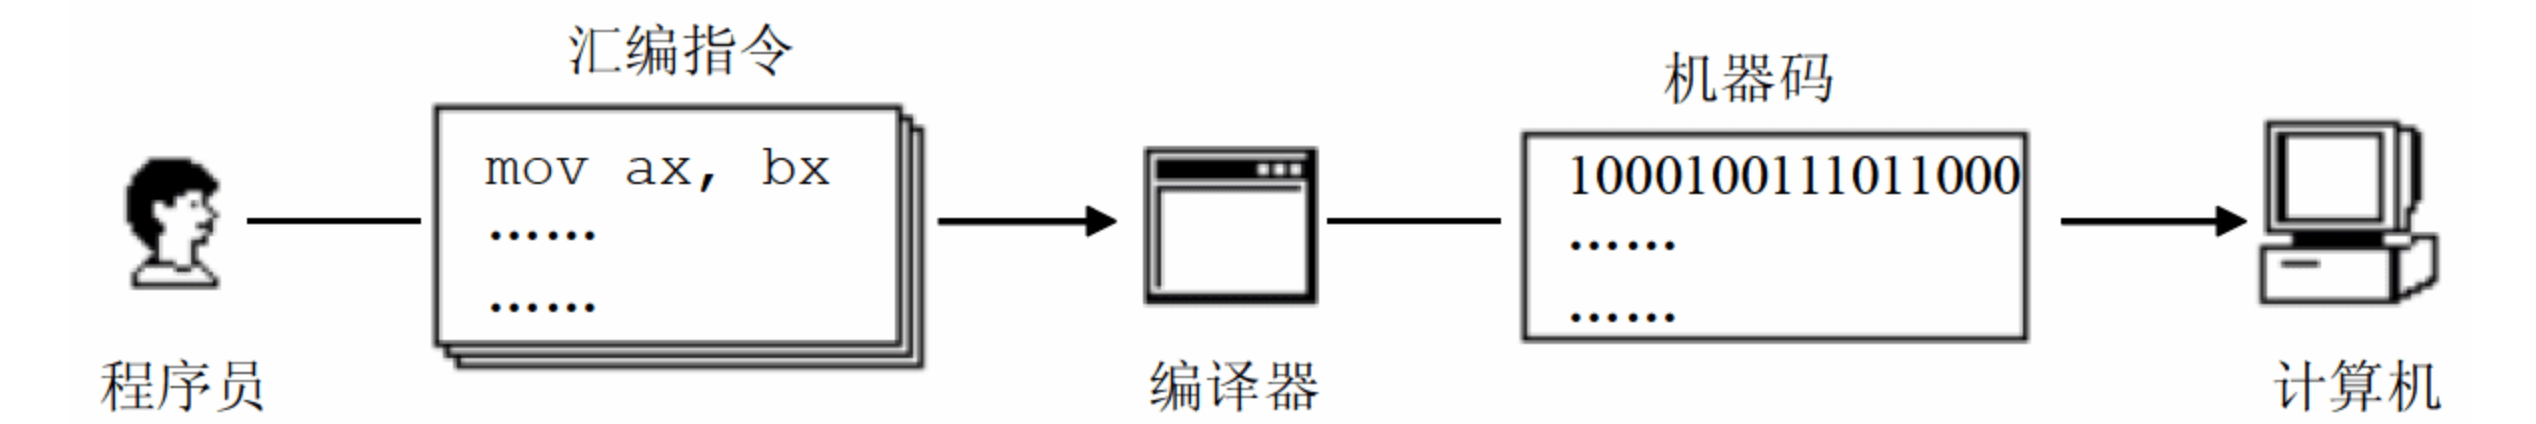 汇编指令
mov ax, bx
……
……
机器码
1000100111011000
……
……
程序员
编译器
计算机